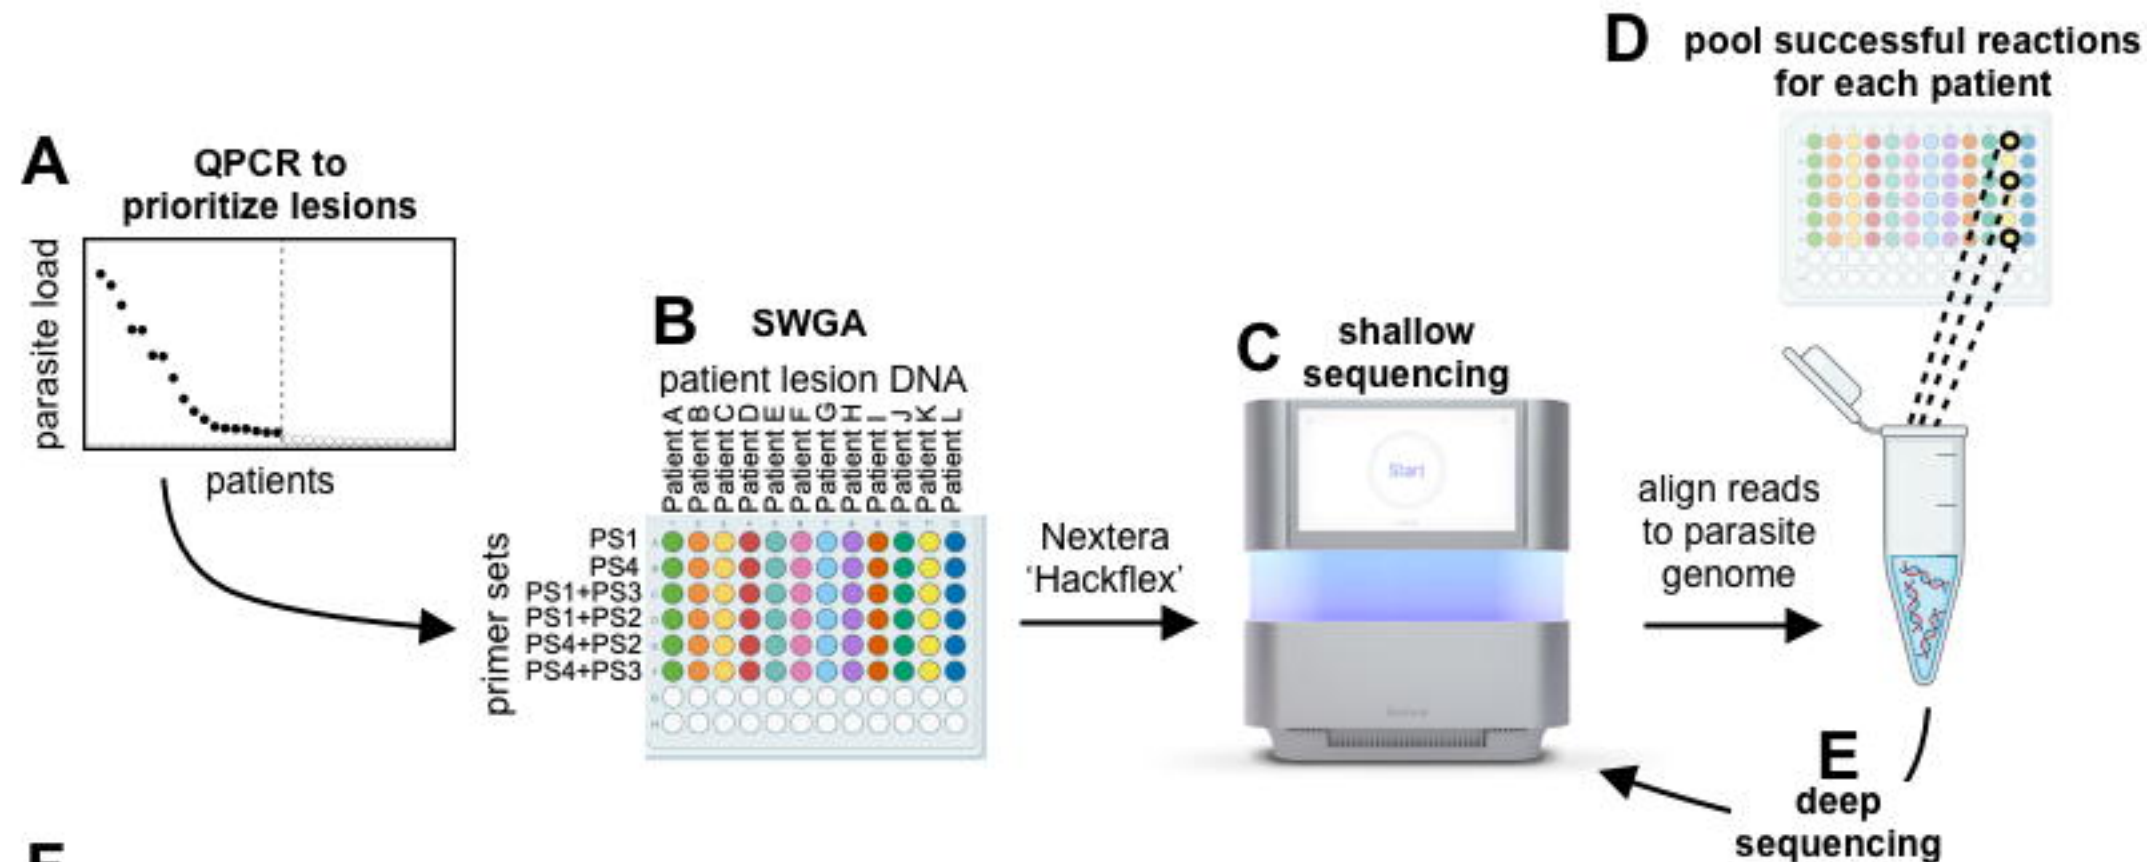 A
QPCR to
prioritize lesions
parasite load
patients
B
SWGA
patient lesion DNA
Patient A
Patient B
Patient C
Patient D
Patient E
Patient F
Patient G
Patient H
Patient I
Patient J
Patient K
Patient L
primer sets
PS1
PS4
PS1+PS3
PS1+PS2
PS4+PS2
PS4+PS3
Nextera
‘Hackflex’
C
shallow
sequencing
Start
align reads
to parasite
genome
D
pool successful reactions
for each patient
E
deep
sequencing